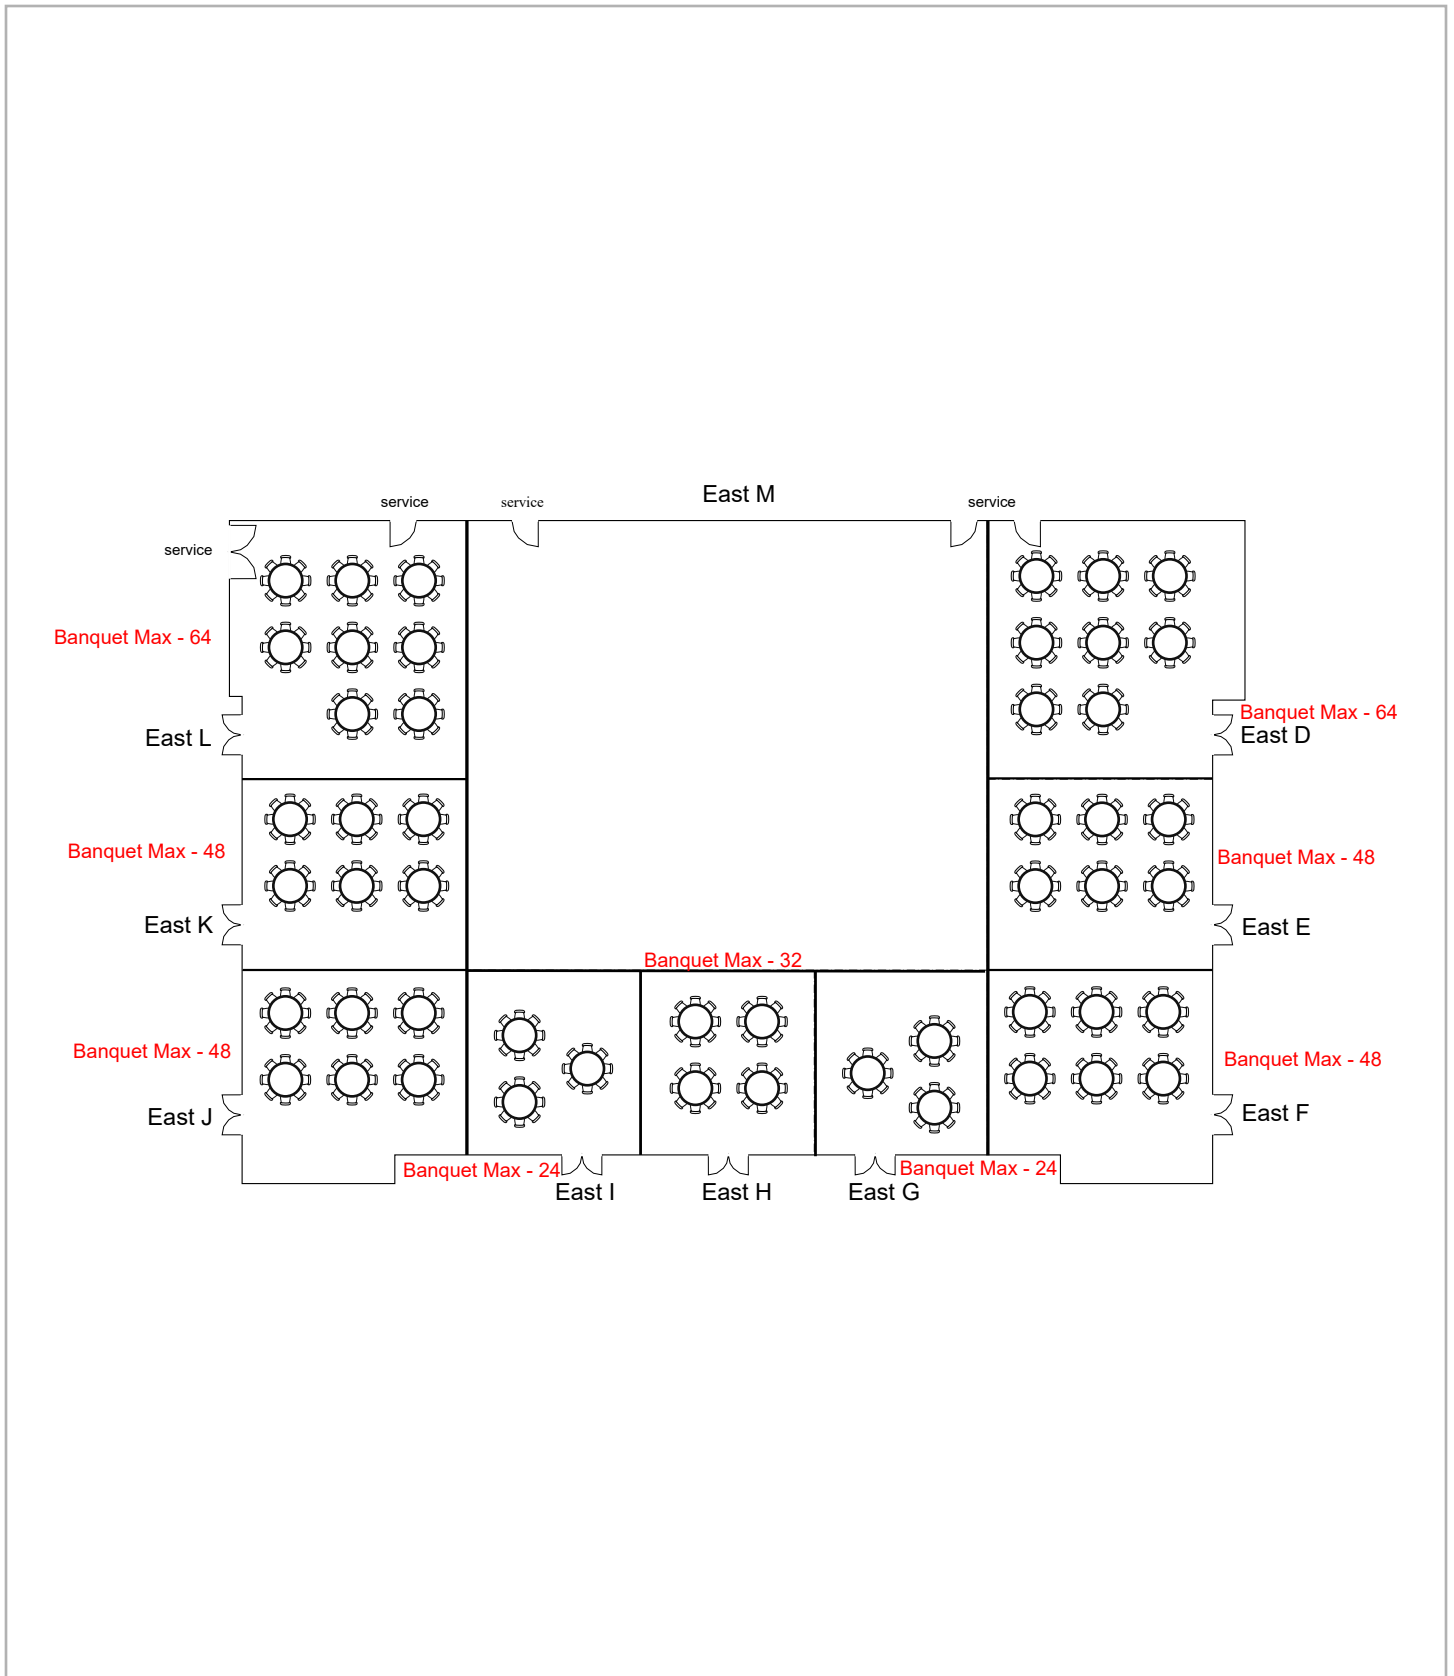 East M
service
service
service
service
Banquet Max - 64
East L
Banquet Max - 64
East D
Banquet Max - 48
East K
Banquet Max - 48
East E
Banquet Max - 32
Banquet Max - 48
East J
Banquet Max - 48
East F
Banquet Max - 24
East I
East H
Banquet Max - 24
East G